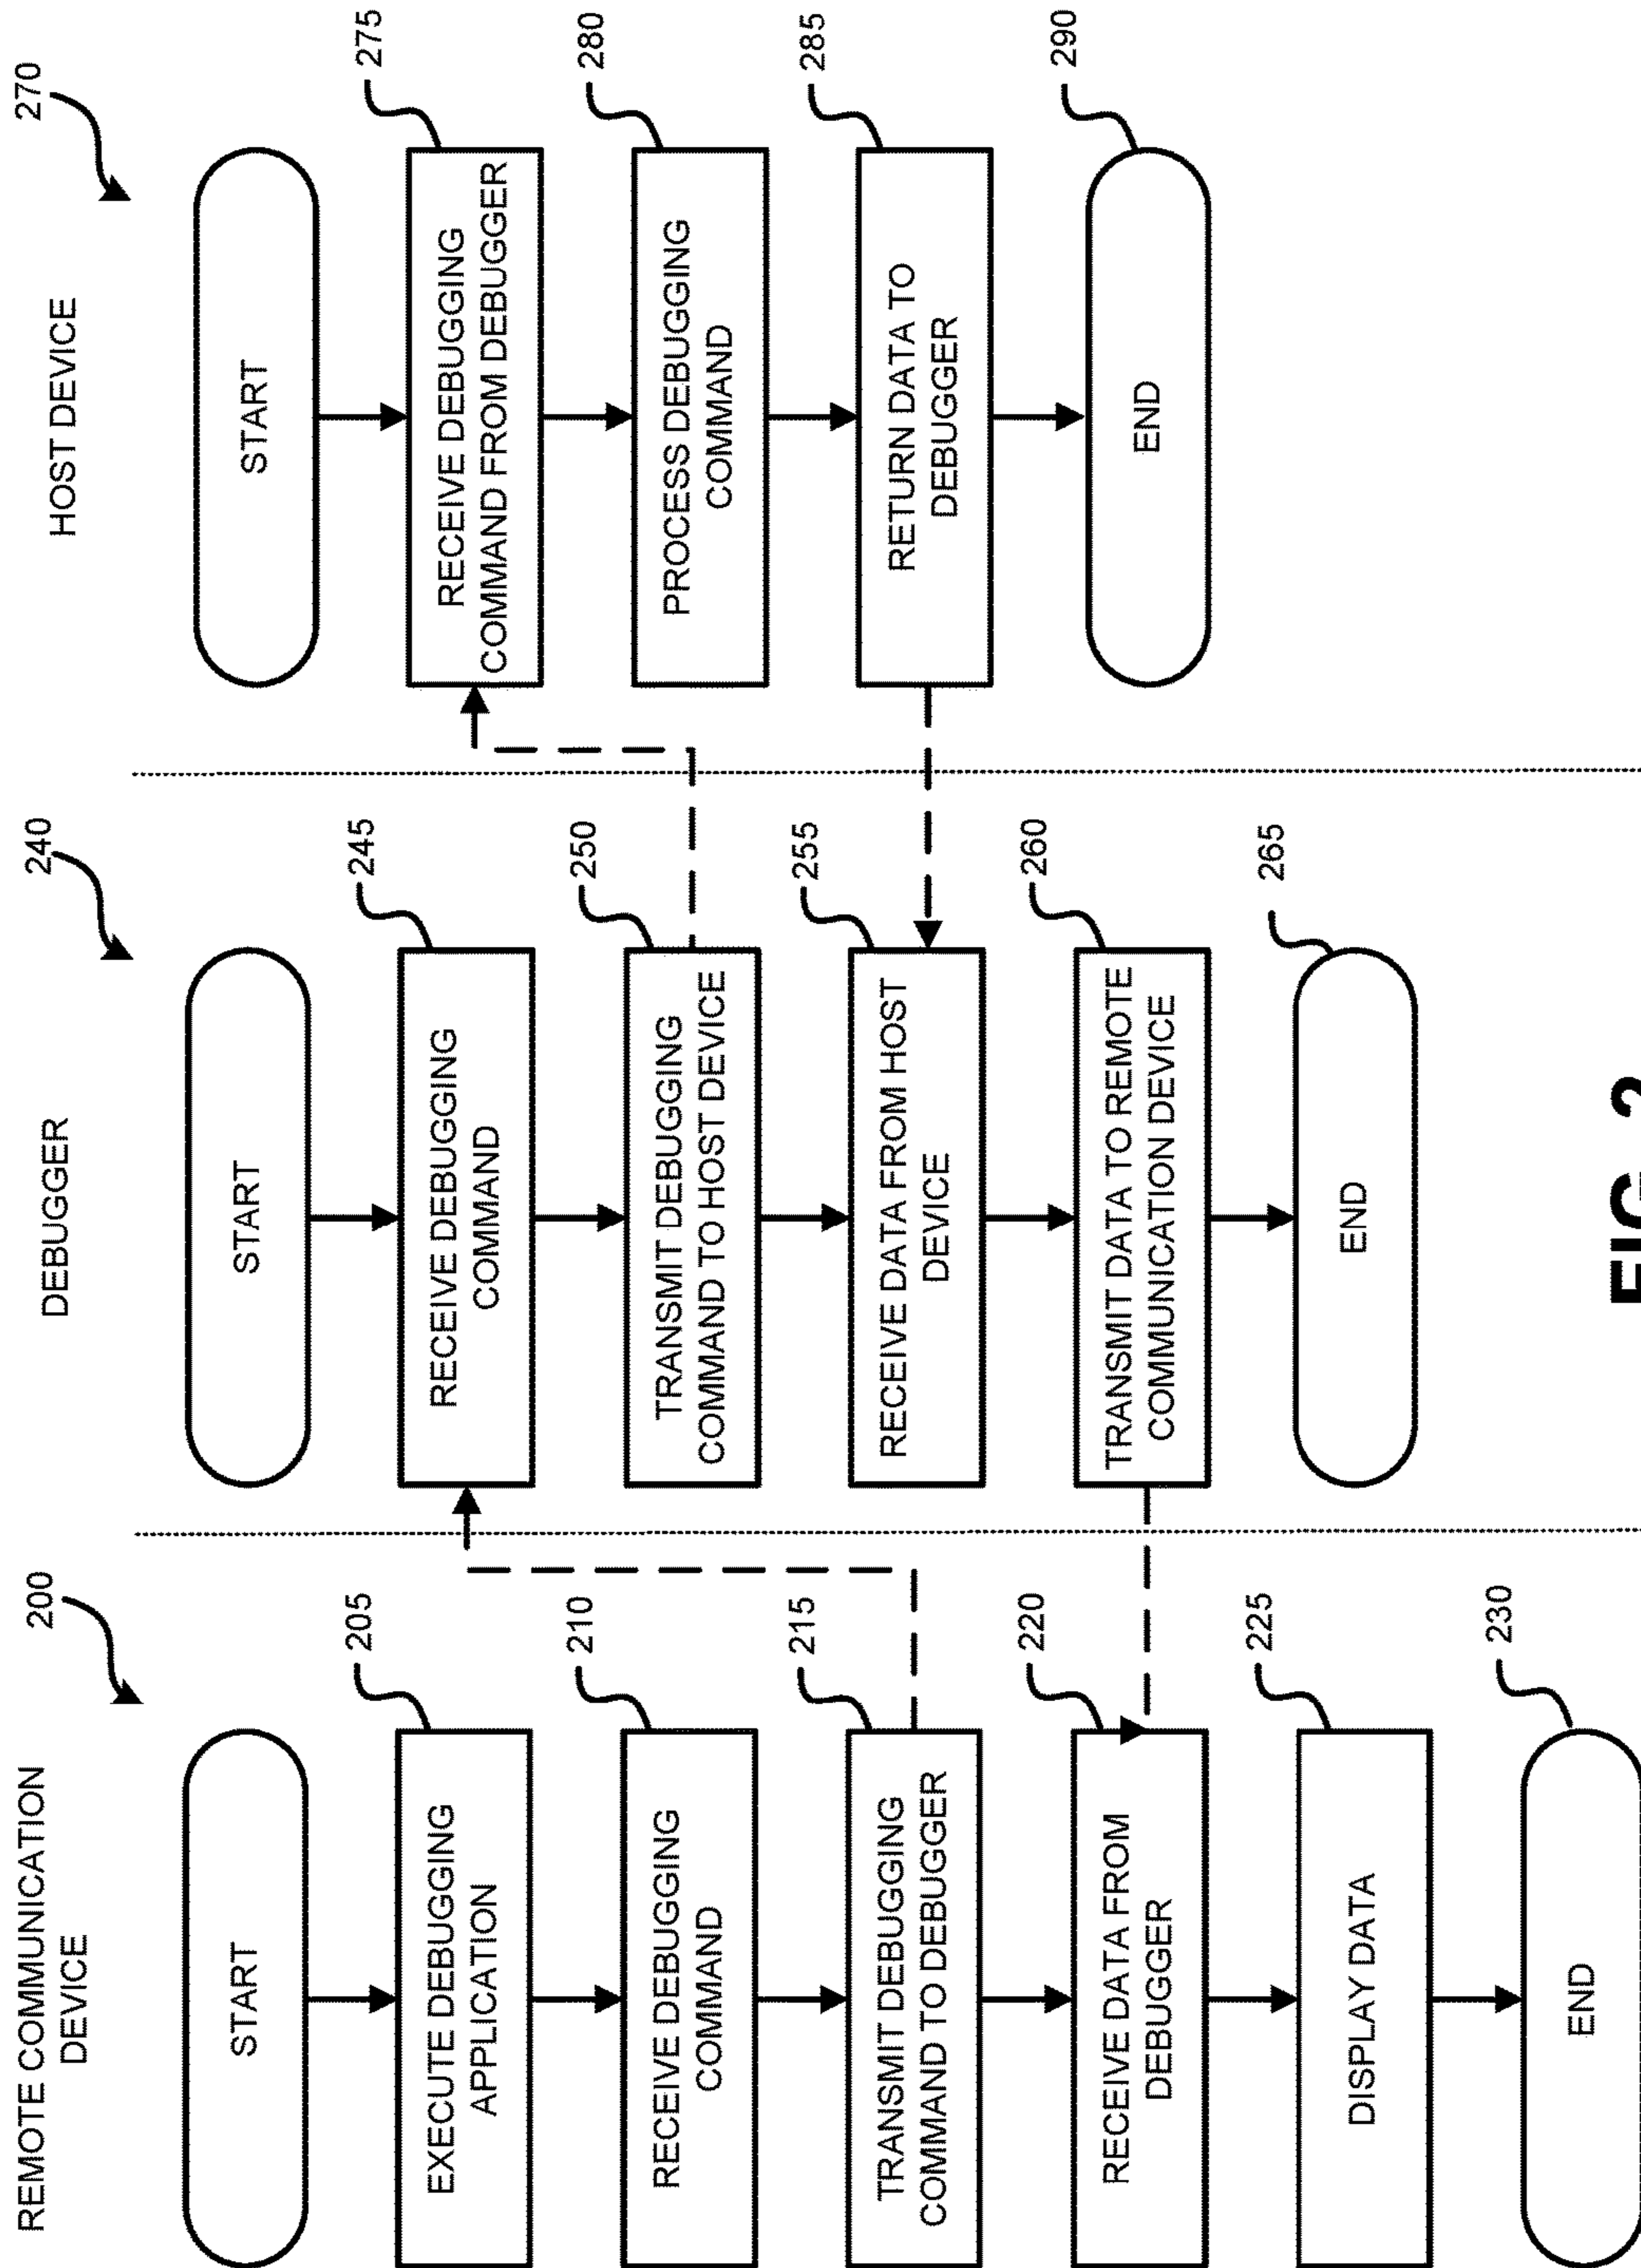 REMOTE COMMUNICATION
DEVICE
200
START
EXECUTE DEBUGGING
APPLICATION
205
RECEIVE DEBUGGING
COMMAND
210
TRANSMIT DEBUGGING
COMMAND TO DEBUGGER
215
RECEIVE DATA FROM
DEBUGGER
220
DISPLAY DATA
225
END
230
DEBUGGER
240
START
RECEIVE DEBUGGING
COMMAND
245
TRANSMIT DEBUGGING
COMMAND TO HOST DEVICE
250
RECEIVE DATA FROM HOST
DEVICE
255
TRANSMIT DATA TO REMOTE
COMMUNICATION DEVICE
260
END
265
HOST DEVICE
270
START
RECEIVE DEBUGGING
COMMAND FROM DEBUGGER
275
PROCESS DEBUGGING
COMMAND
280
RETURN DATA TO
DEBUGGER
285
END
290
FIG. 2